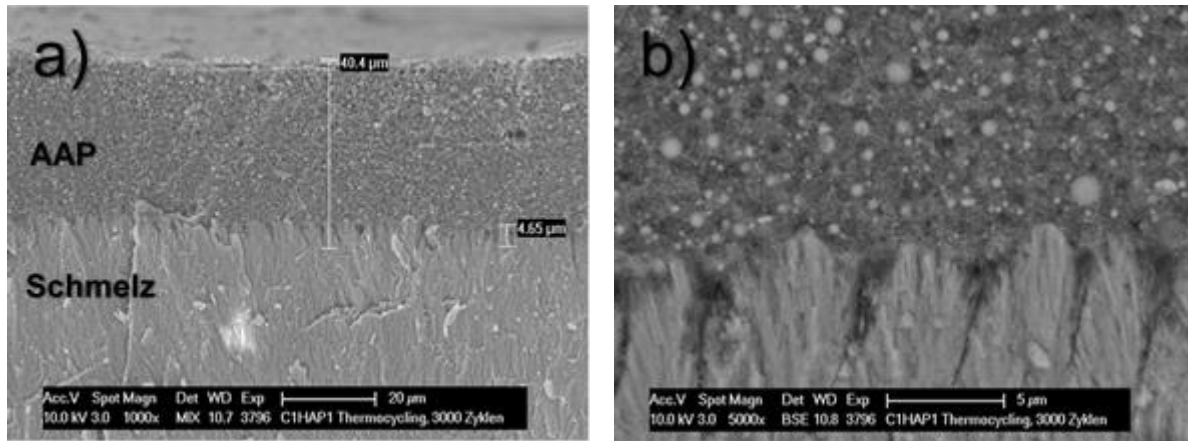 a)
40.4 µm
AAP
4.65 µm
Schmelz
Acc.V Spot Magn Det WD Exp 20 µm
10.0 kV 3.0 1000x MIX 10.7 3796 C1HAP1 Thermocycling, 3000 Zyklen
b)
Acc.V Spot Magn Det WD Exp 5 µm
10.0 kV 3.0 5000x BSE 10.8 3796 C1HAP1 Thermocycling, 3000 Zyklen